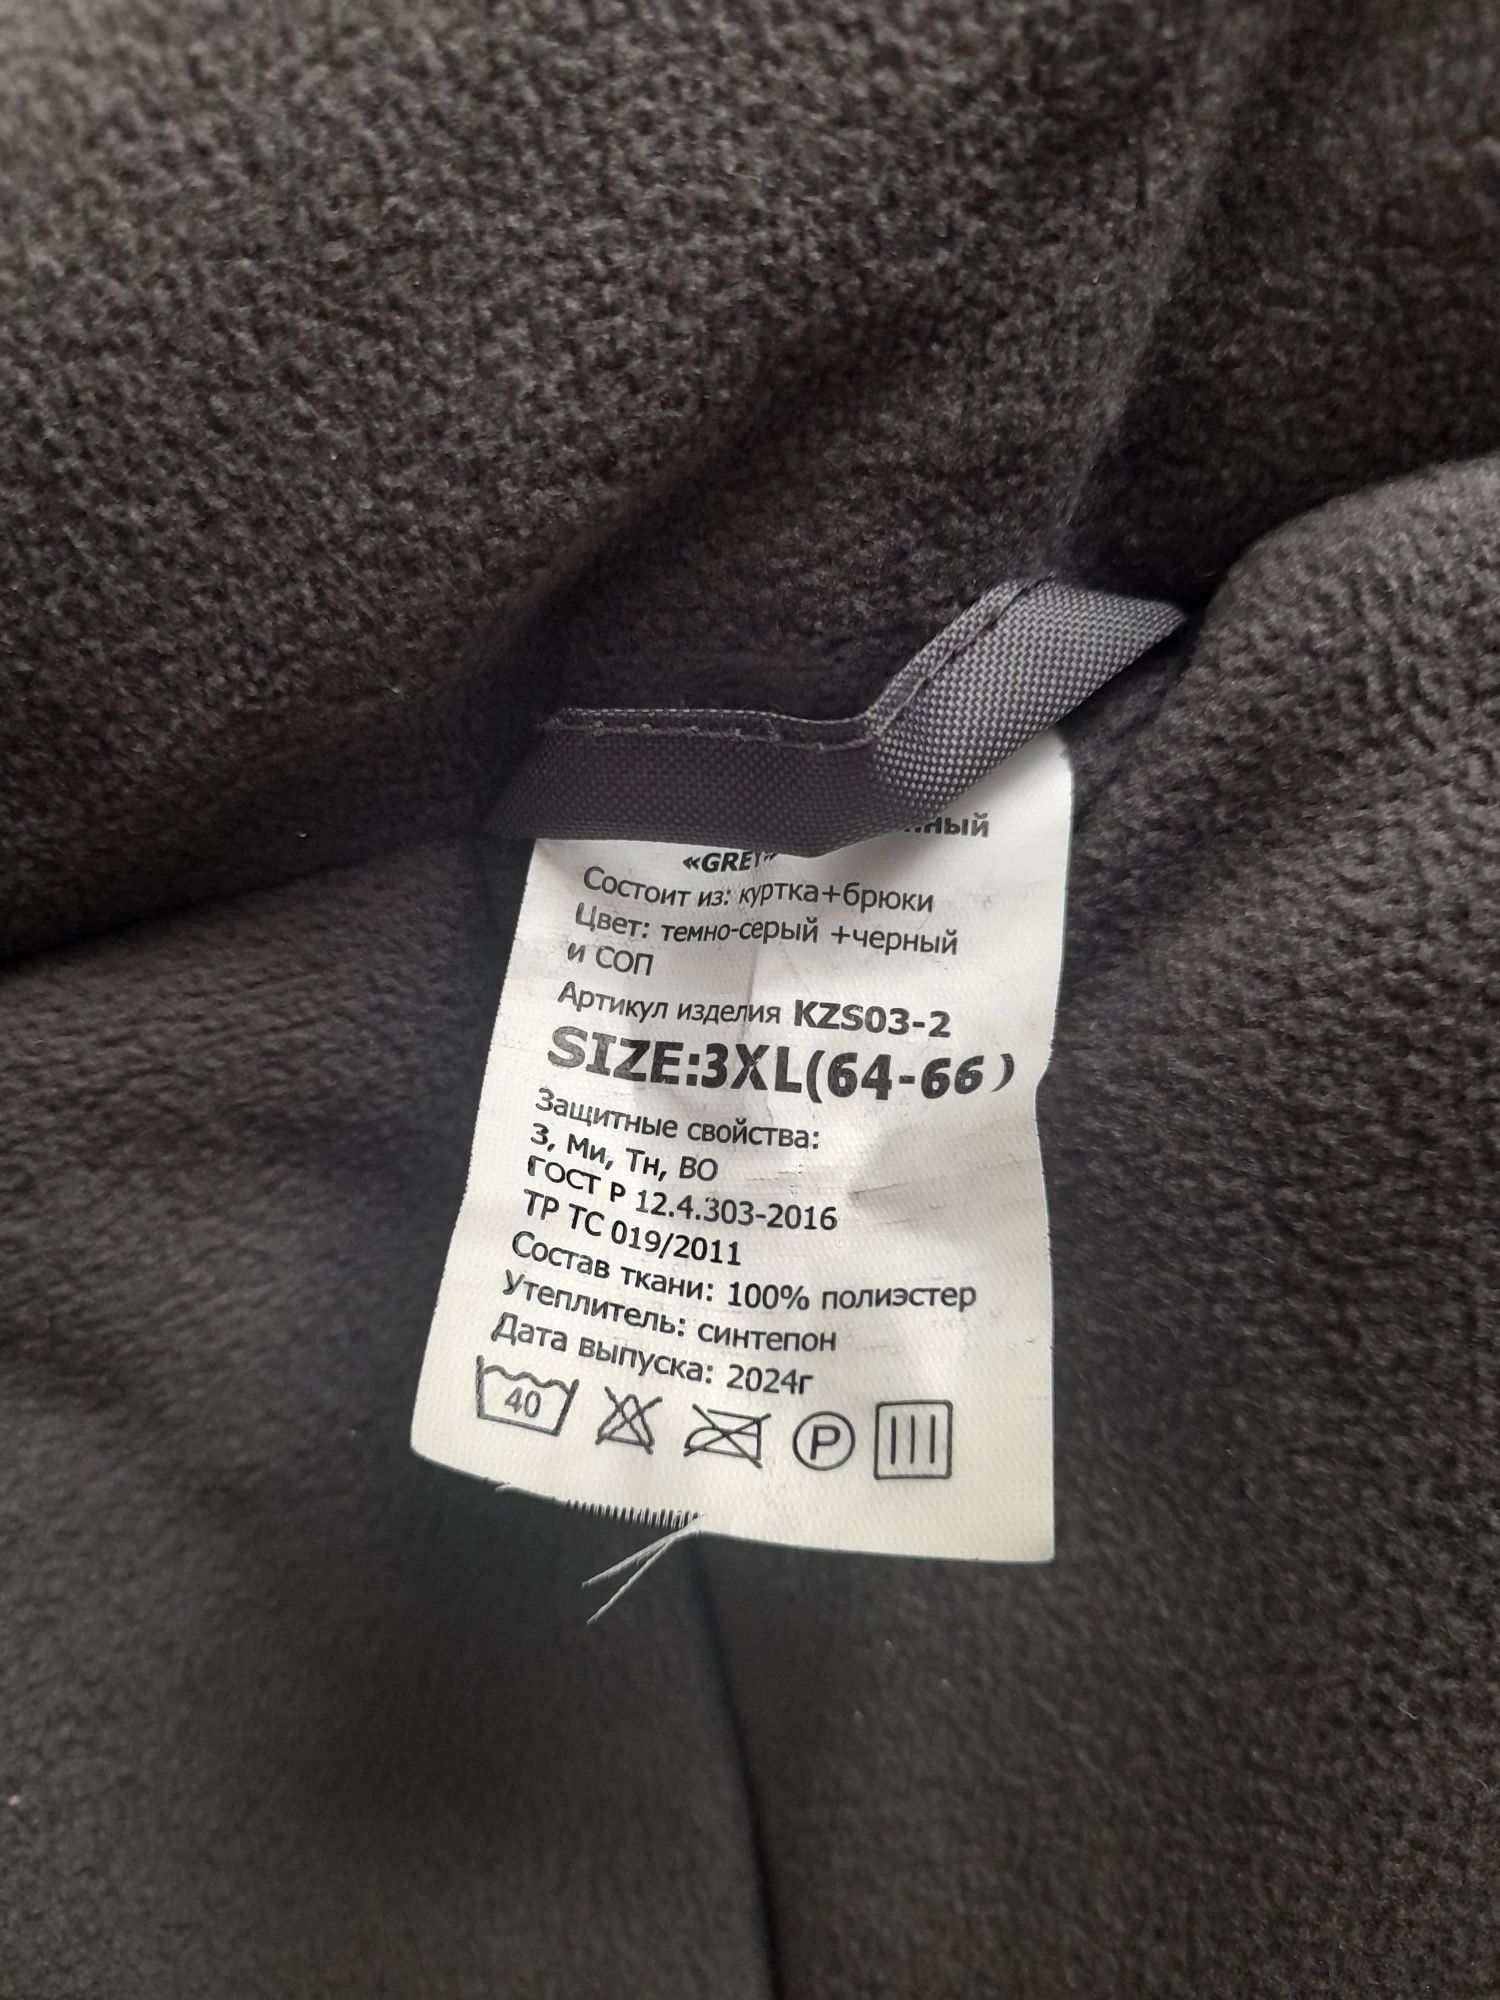 «GREY»
Состоит из: куртка+брюки
Цвет: темно-серый +черный
и СОП
Артикул изделия KZS03-2
SIZE:3XL(64-66)
Защитные свойства:
З, Ми, Тн, ВО
ГОСТ Р 12.4.303-2016
ТР ТС 019/2011
Состав ткани: 100% полиэстер
Утеплитель: синтепон
Дата выпуска: 2024г
40 P